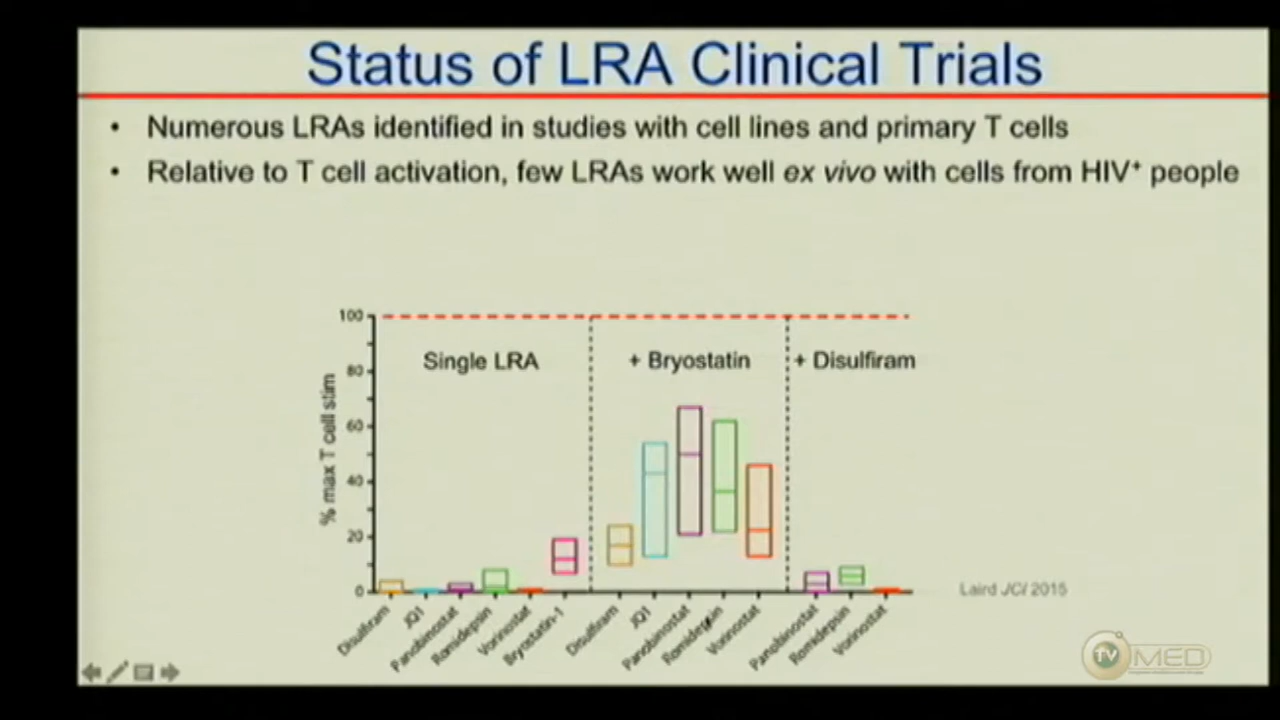 Status of LRA Clinical Trials
• Numerous LRAs identified in studies with cell lines and primary T cells
• Relative to T cell activation, few LRAs work well ex vivo with cells from HIV⁺ people
100
80
60
40
20
0
% max T cell stim
Single LRA
+ Bryostatin
+ Disulfiram
Disulfiram
JQ1
Panobinostat
Romidepsin
Vorinostat
Bryostatin-1
Disulfiram
JQ1
Panobinostat
Romidepsin
Vorinostat
Panobinostat
Romidepsin
Vorinostat
Laird JCI 2015
TV MED